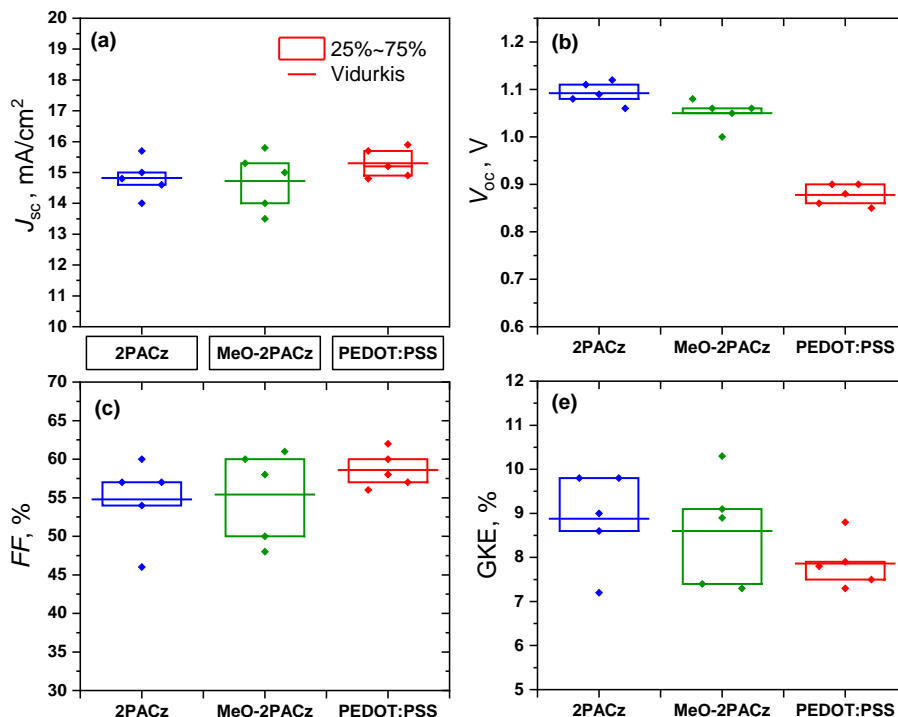 (a)
25%~75%
Vidurkis
J_sc, mA/cm²
20
19
18
17
16
15
14
13
12
11
10
2PACz MeO-2PACz PEDOT:PSS
(b)
V_oc, V
1.2
1.1
1.0
0.9
0.8
0.7
0.6
2PACz MeO-2PACz PEDOT:PSS
(c)
FF, %
70
65
60
55
50
45
40
35
30
2PACz MeO-2PACz PEDOT:PSS
(e)
GKE, %
12
11
10
9
8
7
6
5
2PACz MeO-2PACz PEDOT:PSS